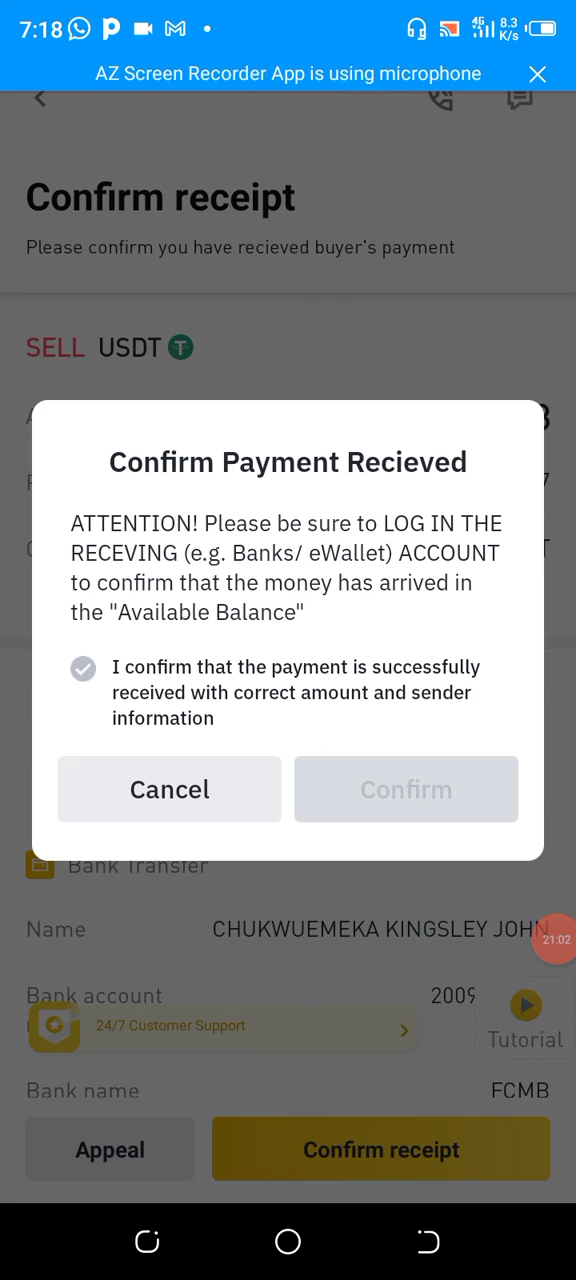 7:18
4G 8.3 K/s
AZ Screen Recorder App is using microphone
Confirm receipt
Please confirm you have recieved buyer's payment
SELL USDT
Confirm Payment Recieved
ATTENTION! Please be sure to LOG IN THE
RECEVING (e.g. Banks/ eWallet) ACCOUNT
to confirm that the money has arrived in
the "Available Balance"
I confirm that the payment is successfully
received with correct amount and sender
information
Cancel Confirm
Bank Transfer
Name CHUKWUEMEKA KINGSLEY JOHN
21:02
Bank account 2009
24/7 Customer Support
Tutorial
Bank name FCMB
Appeal Confirm receipt